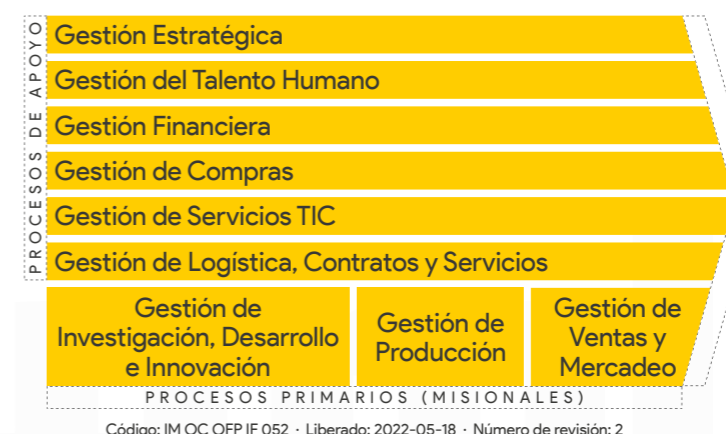 PROCESOS DE APOYO
Gestión Estratégica
Gestión del Talento Humano
Gestión Financiera
Gestión de Compras
Gestión de Servicios TIC
Gestión de Logística, Contratos y Servicios
Gestión de
Investigación, Desarrollo
e Innovación
Gestión de
Producción
Gestión de
Ventas y
Mercadeo
PROCESOS PRIMARIOS (MISIONALES)
Código: IM OC OFP IF 052 · Liberado: 2022-05-18 · Número de revisión: 2